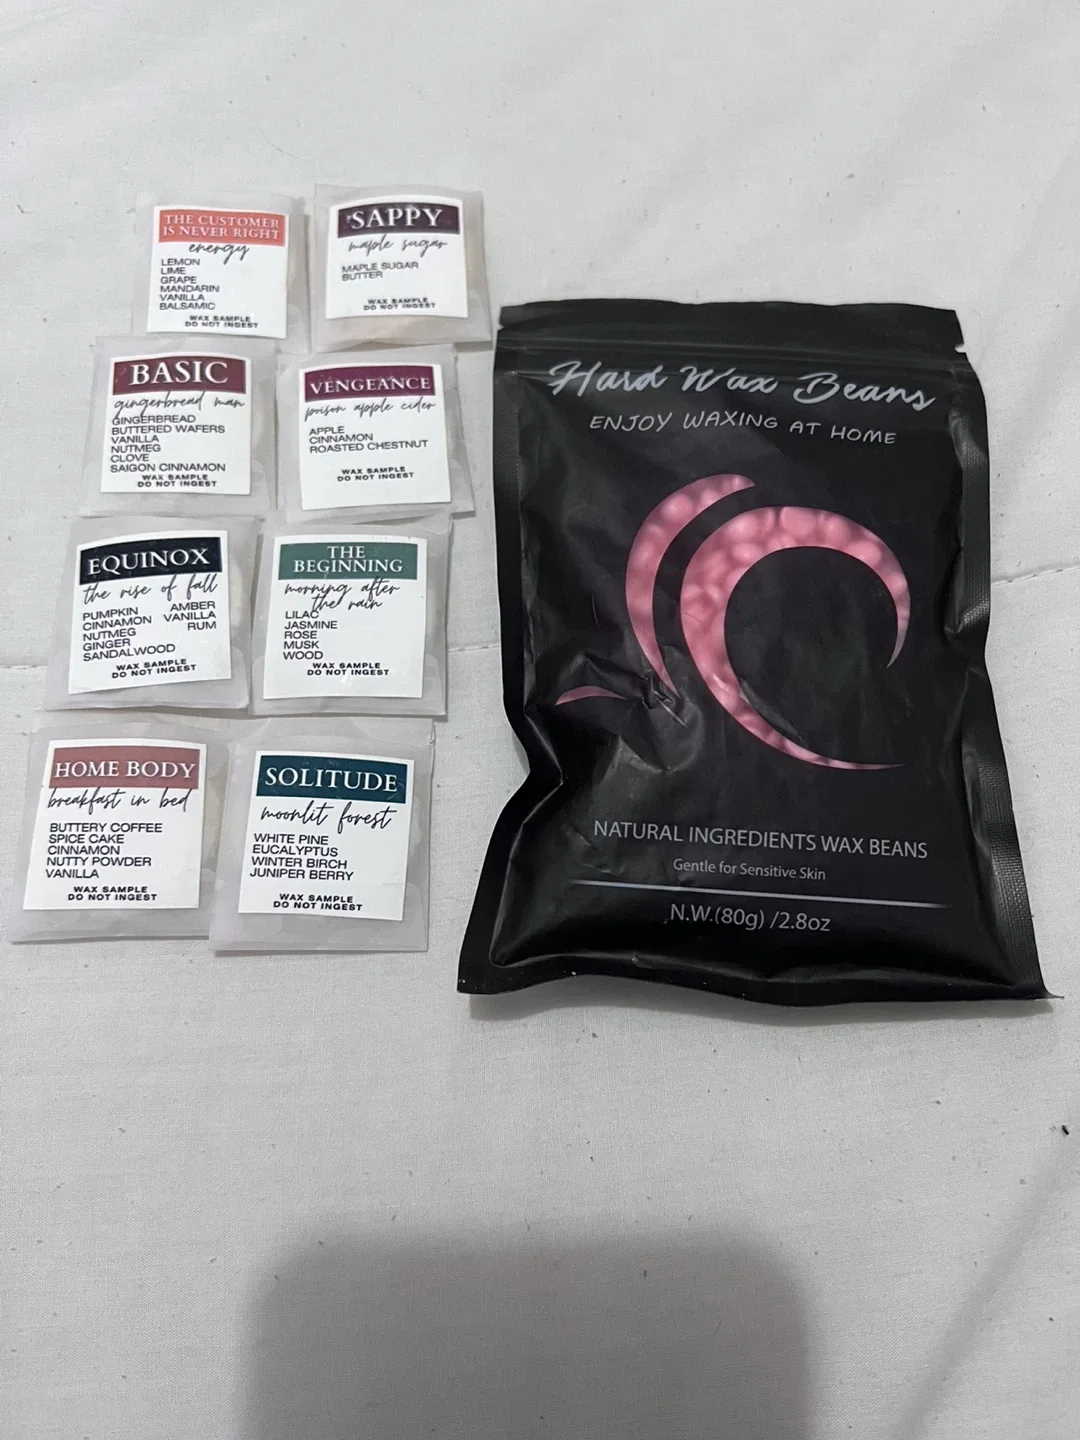 THE CUSTOMER
IS NEVER RIGHT
energy
LEMON
LIME
GRAPE
MANDARIN
VANILLA
BALSAMIC
WAX SAMPLE
DO NOT INGEST
SAPPY
maple sugar
MAPLE SUGAR
BUTTER
WAX SAMPLE
DO NOT INGEST
BASIC
gingerbread man
GINGERBREAD
BUTTERED WAFERS
VANILLA
NUTMEG
CLOVE
SAIGON CINNAMON
WAX SAMPLE
DO NOT INGEST
VENGEANCE
poison apple cider
APPLE
CINNAMON
ROASTED CHESTNUT
WAX SAMPLE
DO NOT INGEST
EQUINOX
the rise of fall
PUMPKIN AMBER
CINNAMON VANILLA
NUTMEG RUM
GINGER
SANDALWOOD
WAX SAMPLE
DO NOT INGEST
THE
BEGINNING
morning after
the rain
LILAC
JASMINE
ROSE
MUSK
WOOD
WAX SAMPLE
DO NOT INGEST
HOME BODY
breakfast in bed
BUTTERY COFFEE
SPICE CAKE
CINNAMON
NUTTY POWDER
VANILLA
WAX SAMPLE
DO NOT INGEST
SOLITUDE
moonlit forest
WHITE PINE
EUCALYPTUS
WINTER BIRCH
JUNIPER BERRY
WAX SAMPLE
DO NOT INGEST
Hard Wax Beans
ENJOY WAXING AT HOME
NATURAL INGREDIENTS WAX BEANS
Gentle for Sensitive Skin
N.W.(80g) /2.8oz